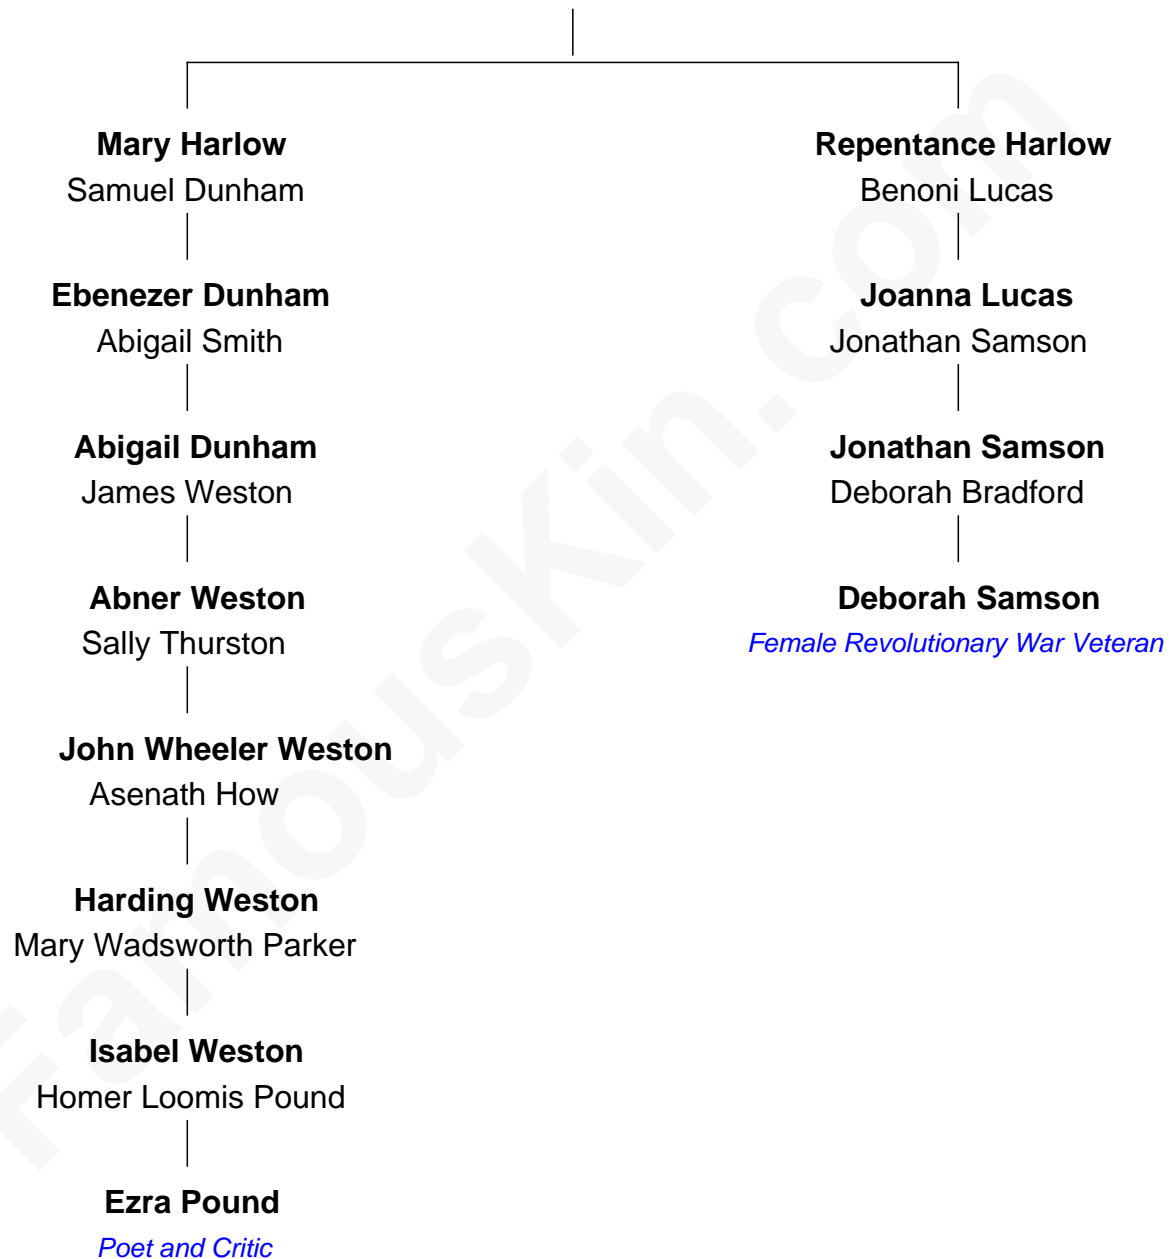 Mary Harlow
Samuel Dunham
Repentance Harlow
Benoni Lucas
Ebenezer Dunham
Abigail Smith
Joanna Lucas
Jonathan Samson
Abigail Dunham
James Weston
Jonathan Samson
Deborah Bradford
Abner Weston
Sally Thurston
Deborah Samson
Female Revolutionary War Veteran
John Wheeler Weston
Asenath How
Harding Weston
Mary Wadsworth Parker
Isabel Weston
Homer Loomis Pound
Ezra Pound
Poet and Critic
FamousKin.com